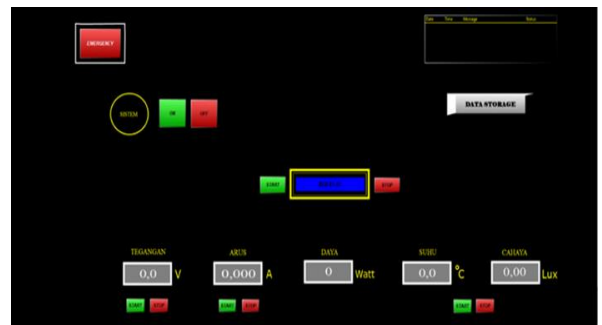 Date Time Message Status
EMERGENCY
DATA STORAGE
SISTEM
ON OFF
START
STOP
TEGANGAN ARUS DAYA SUHU CAHAYA
0,0 V 0,000 A 0 Watt 0,0 °C 0,00 Lux
START STOP START STOP START STOP